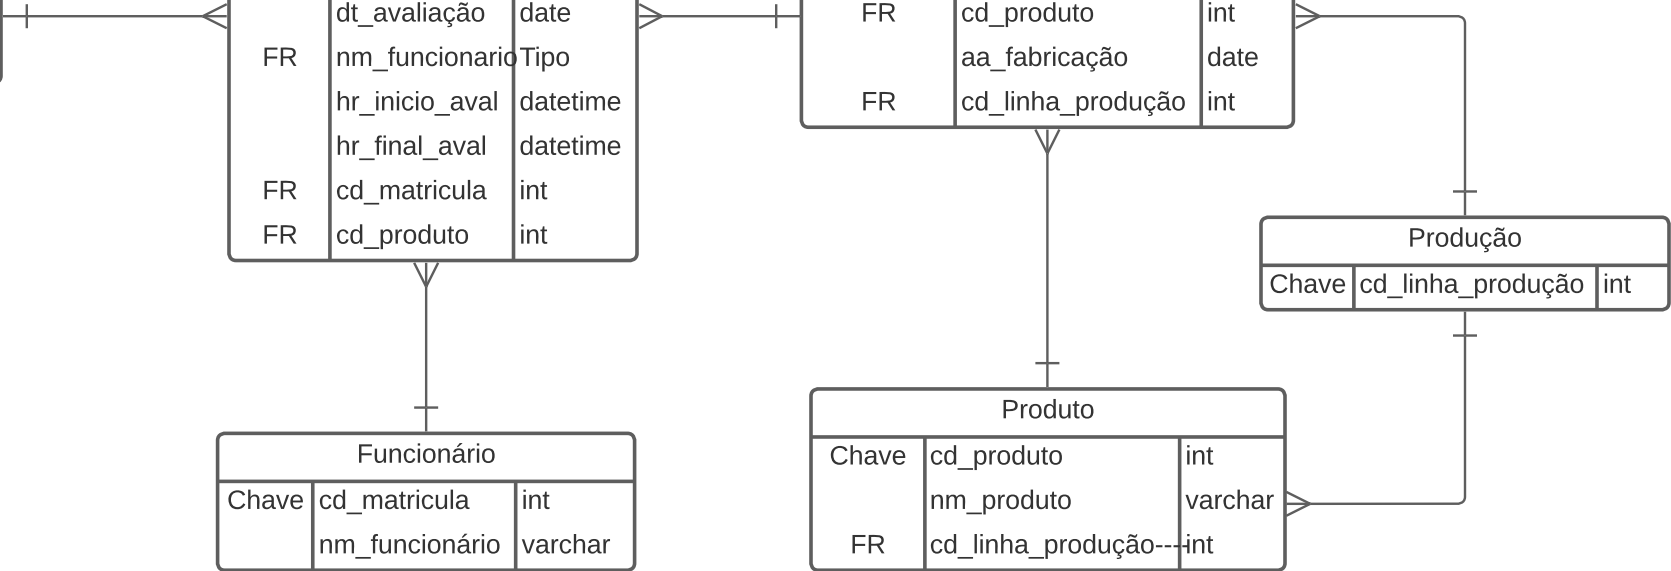 dt_avaliação date
FR nm_funcionario Tipo
hr_inicio_aval datetime
hr_final_aval datetime
FR cd_matricula int
FR cd_produto int
FR cd_produto int
aa_fabricação date
FR cd_linha_produção int
Produção
Chave cd_linha_produção int
Funcionário
Chave cd_matricula int
nm_funcionário varchar
Produto
Chave cd_produto int
nm_produto varchar
FR cd_linha_produção---- int